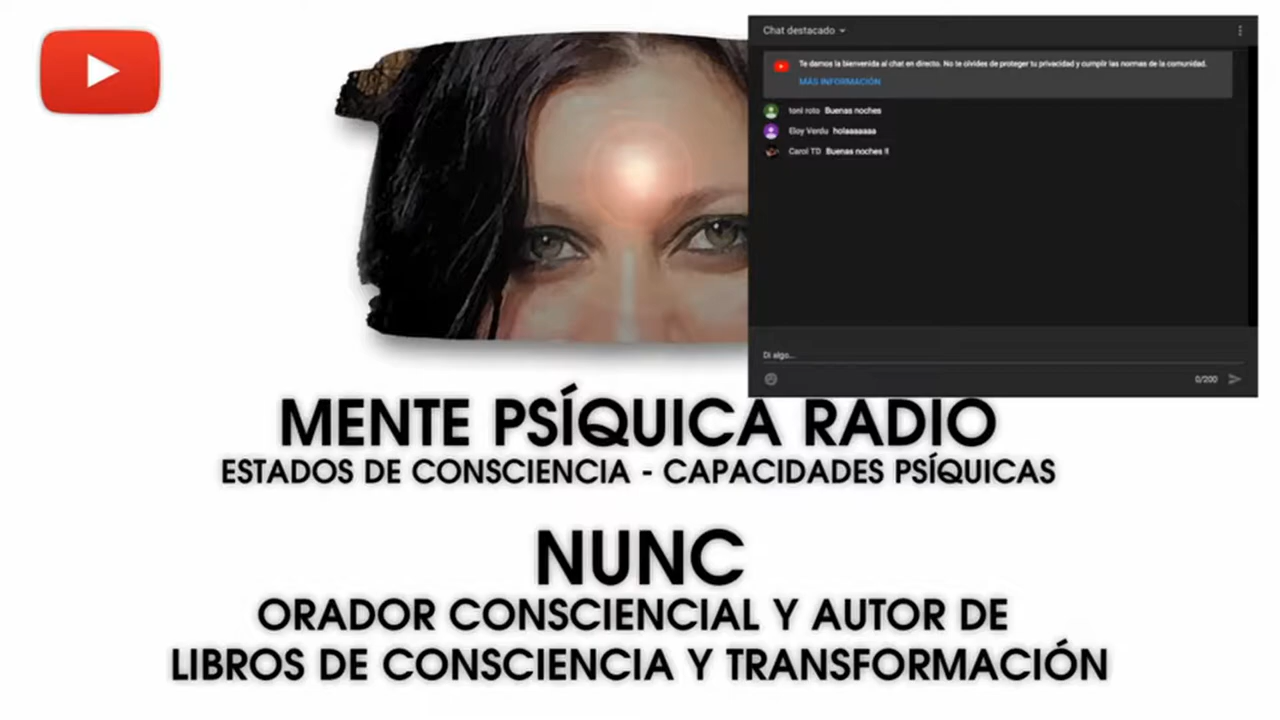 Chat destacado
Te damos la bienvenida al chat en directo. No te olvides de proteger tu privacidad y cumplir las normas de la comunidad.
MÁS INFORMACIÓN
toni roto Buenas noches
Eloy Verdu holaaaaaaa
Carol TD Buenas noches !!
Di algo...
0/200
MENTE PSÍQUICA RADIO
ESTADOS DE CONSCIENCIA - CAPACIDADES PSÍQUICAS
NUNC
ORADOR CONSCIENCIAL Y AUTOR DE
LIBROS DE CONSCIENCIA Y TRANSFORMACIÓN